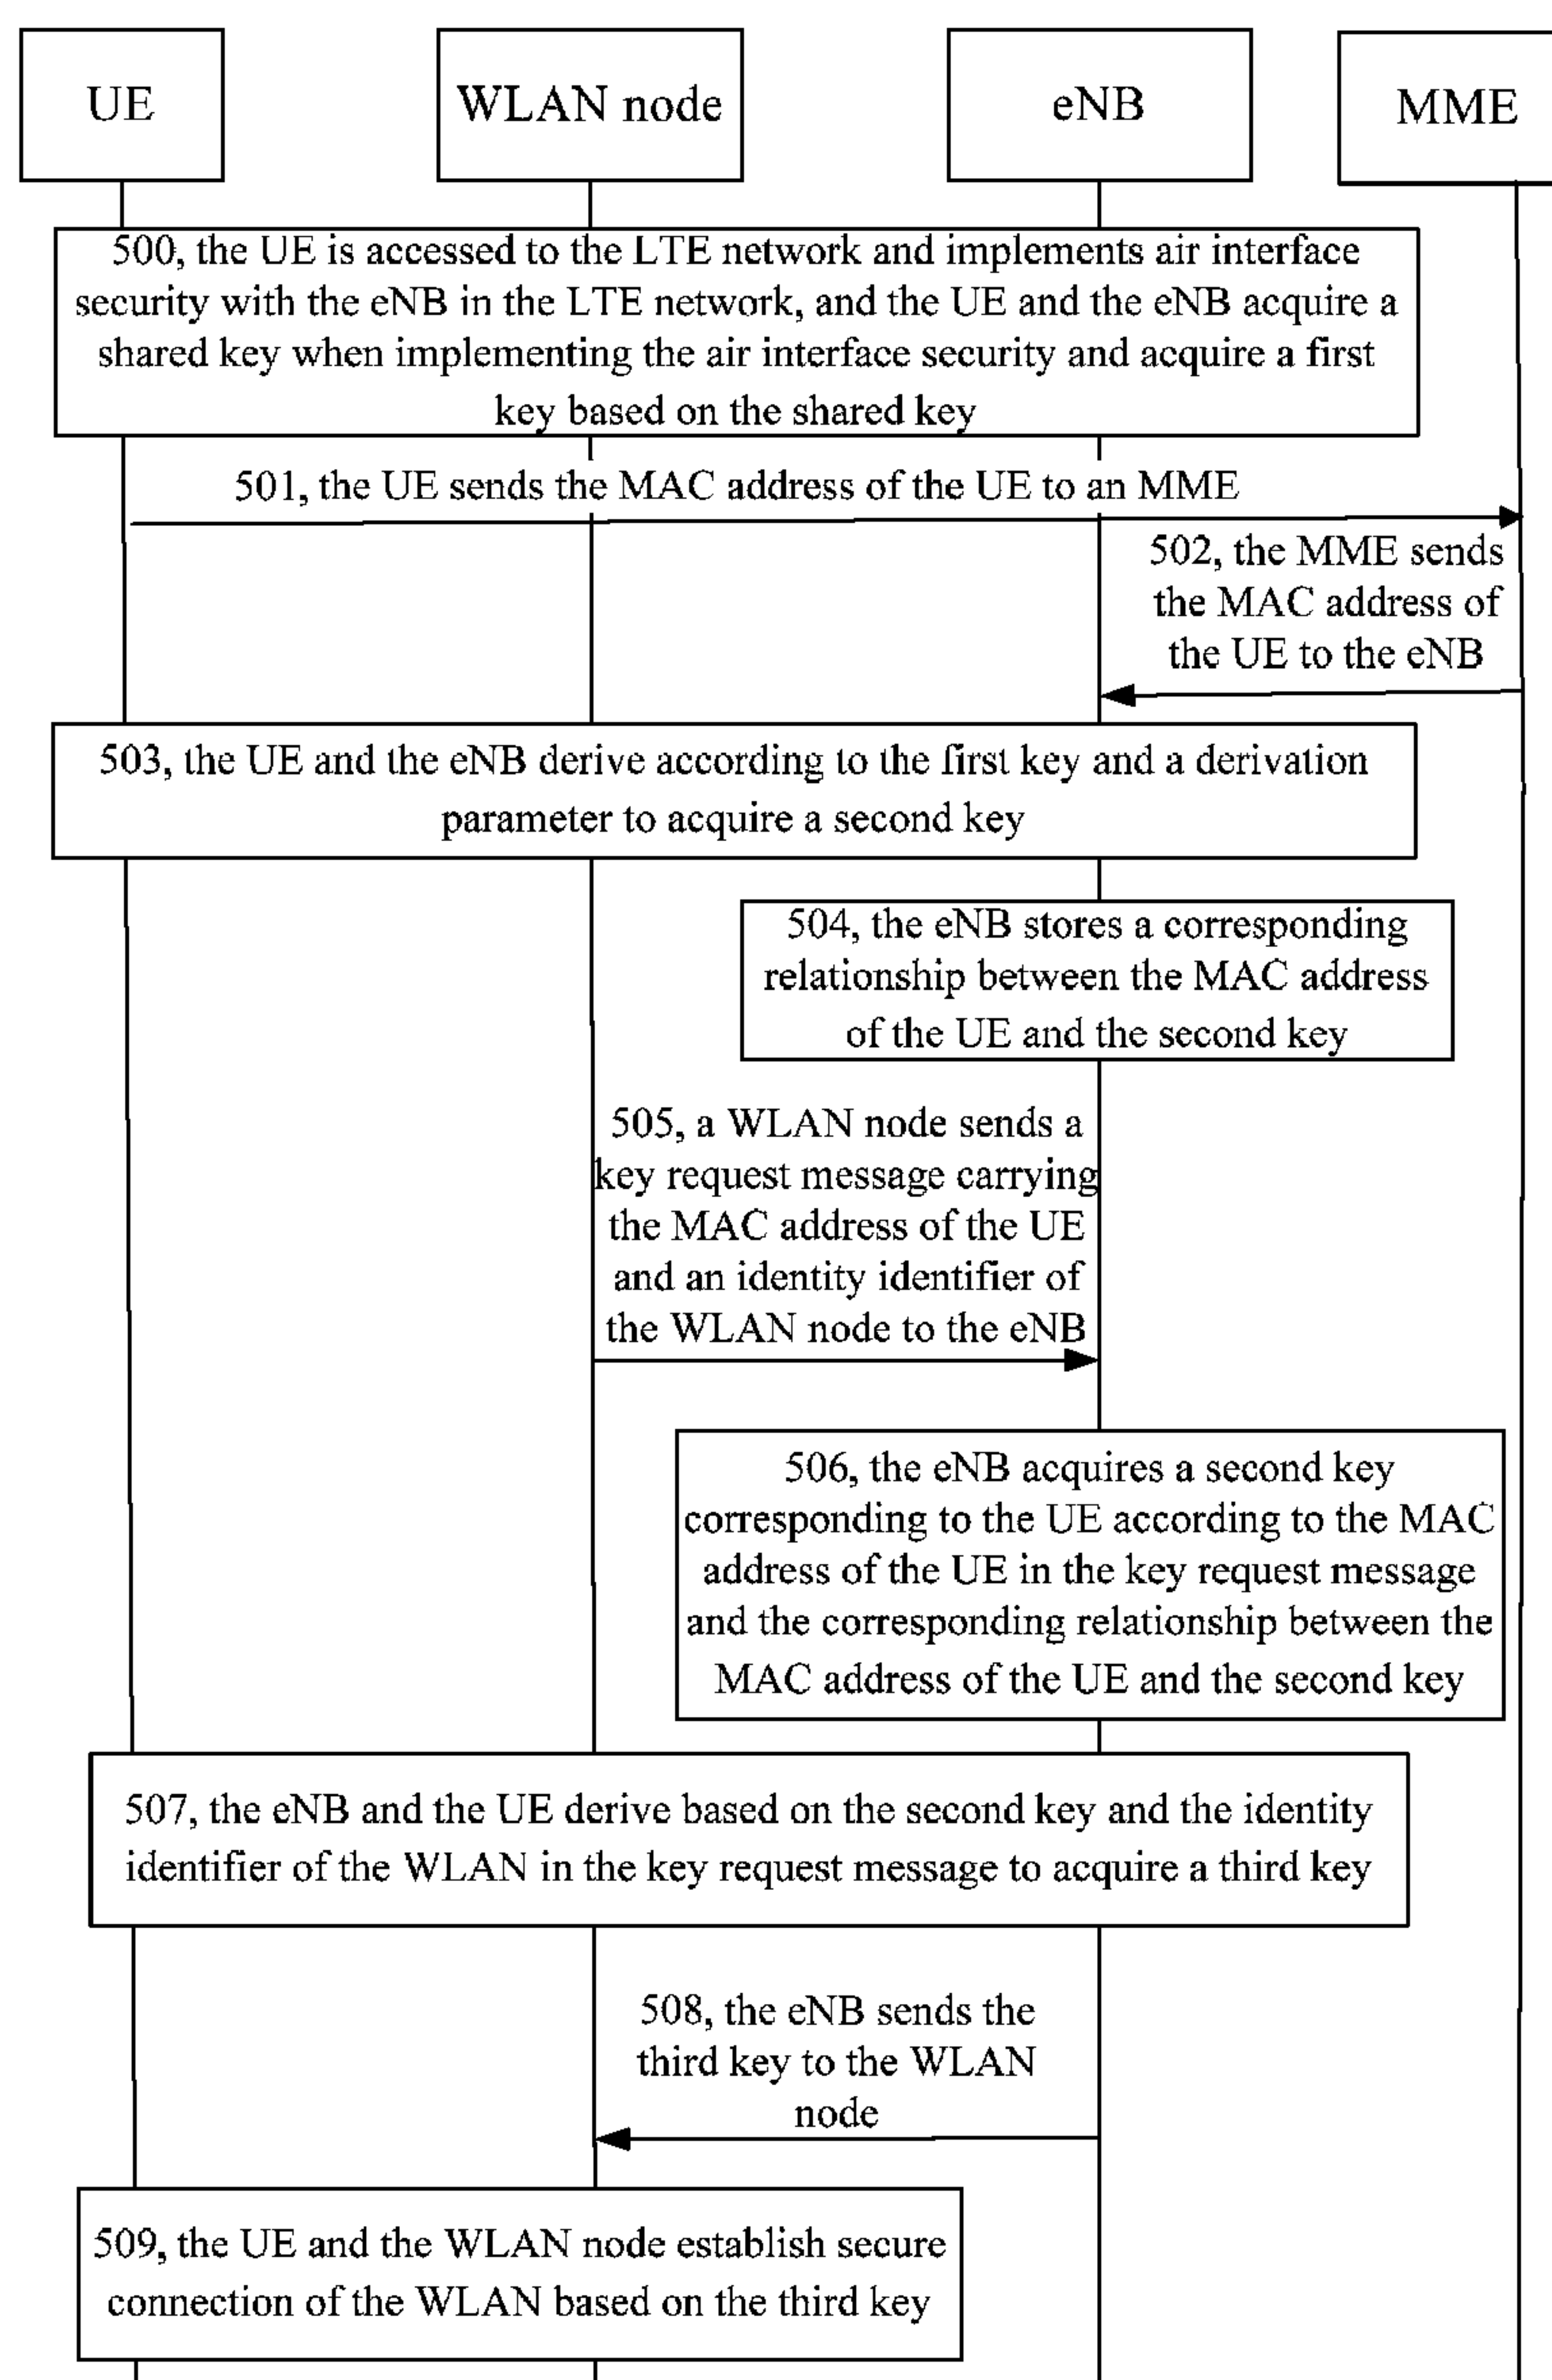 UE
WLAN node
eNB
MME
500, the UE is accessed to the LTE network and implements air interface
security with the eNB in the LTE network, and the UE and the eNB acquire a
shared key when implementing the air interface security and acquire a first
key based on the shared key
501, the UE sends the MAC address of the UE to an MME
502, the MME sends
the MAC address of
the UE to the eNB
503, the UE and the eNB derive according to the first key and a derivation
parameter to acquire a second key
504, the eNB stores a corresponding
relationship between the MAC address
of the UE and the second key
505, a WLAN node sends a
key request message carrying
the MAC address of the UE
and an identity identifier of
the WLAN node to the eNB
506, the eNB acquires a second key
corresponding to the UE according to the MAC
address of the UE in the key request message
and the corresponding relationship between the
MAC address of the UE and the second key
507, the eNB and the UE derive based on the second key and the identity
identifier of the WLAN in the key request message to acquire a third key
508, the eNB sends the
third key to the WLAN
node
509, the UE and the WLAN node establish secure
connection of the WLAN based on the third key